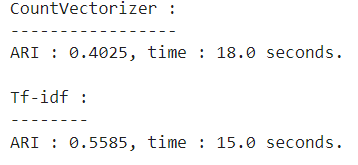 CountVectorizer :
-----------------
ARI : 0.4025, time : 18.0 seconds.
Tf-idf :
--------
ARI : 0.5585, time : 15.0 seconds.